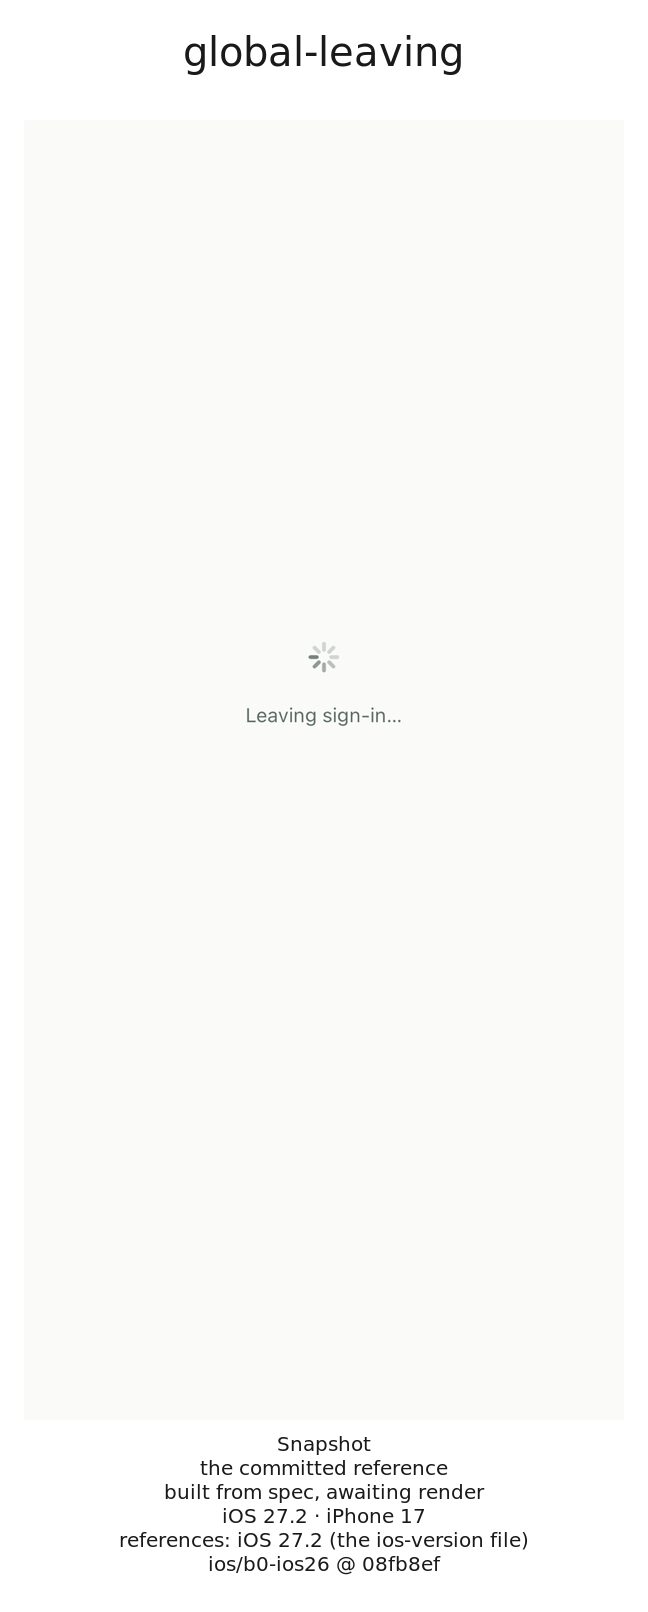 global-leaving
Leaving sign-in...
Snapshot
the committed reference
built from spec, awaiting render
iOS 27.2 · iPhone 17
references: iOS 27.2 (the ios-version file)
ios/b0-ios26 @ 08fb8ef